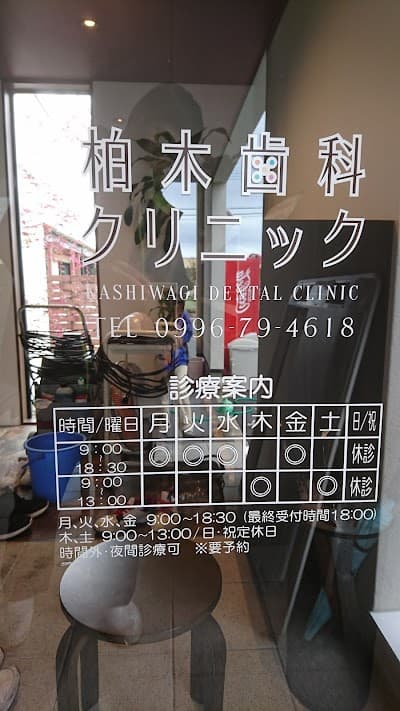 柏木歯科
クリニック
KASHIWAGI DENTAL CLINIC
TEL 0996-79-4618
診療案内
時間/曜日 月 火 水 木 金 土 日/祝
9:00~18:30 ◎ ◎ ◎ ◎ 休診
9:00~13:00 ◎ ◎ 休診
月、火、水、金 9:00~18:30 (最終受付時間18:00)
木、土 9:00~13:00/日・祝定休日
時間外・夜間診療可 ※要予約